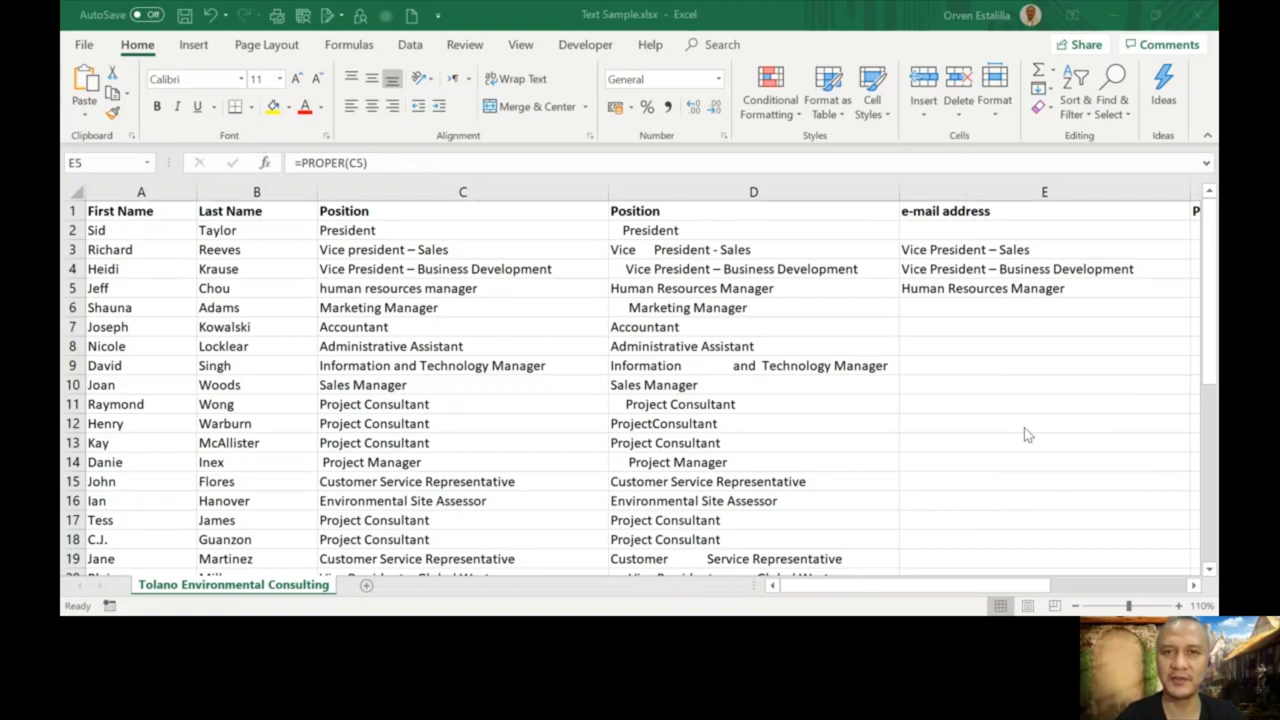 AutoSave Off Text Sample.xlsx - Excel Orven Estalilla
File Home Insert Page Layout Formulas Data Review View Developer Help Search Share Comments
Paste Calibri 11 B I U Wrap Text Merge & Center General % Conditional Formatting Format as Table Cell Styles Insert Delete Format Sort & Filter Find & Select Ideas
Clipboard Font Alignment Number Styles Cells Editing Ideas
E5 fx =PROPER(C5)
A B C D E
1 First Name Last Name Position Position e-mail address P
2 Sid Taylor President President
3 Richard Reeves Vice president – Sales Vice President - Sales Vice President – Sales
4 Heidi Krause Vice President – Business Development Vice President – Business Development Vice President – Business Development
5 Jeff Chou human resources manager Human Resources Manager Human Resources Manager
6 Shauna Adams Marketing Manager Marketing Manager
7 Joseph Kowalski Accountant Accountant
8 Nicole Locklear Administrative Assistant Administrative Assistant
9 David Singh Information and Technology Manager Information and Technology Manager
10 Joan Woods Sales Manager Sales Manager
11 Raymond Wong Project Consultant Project Consultant
12 Henry Warburn Project Consultant ProjectConsultant
13 Kay McAllister Project Consultant Project Consultant
14 Danie Inex Project Manager Project Manager
15 John Flores Customer Service Representative Customer Service Representative
16 Ian Hanover Environmental Site Assessor Environmental Site Assessor
17 Tess James Project Consultant Project Consultant
18 C.J. Guanzon Project Consultant Project Consultant
19 Jane Martinez Customer Service Representative Customer Service Representative
Tolano Environmental Consulting
Ready 110%